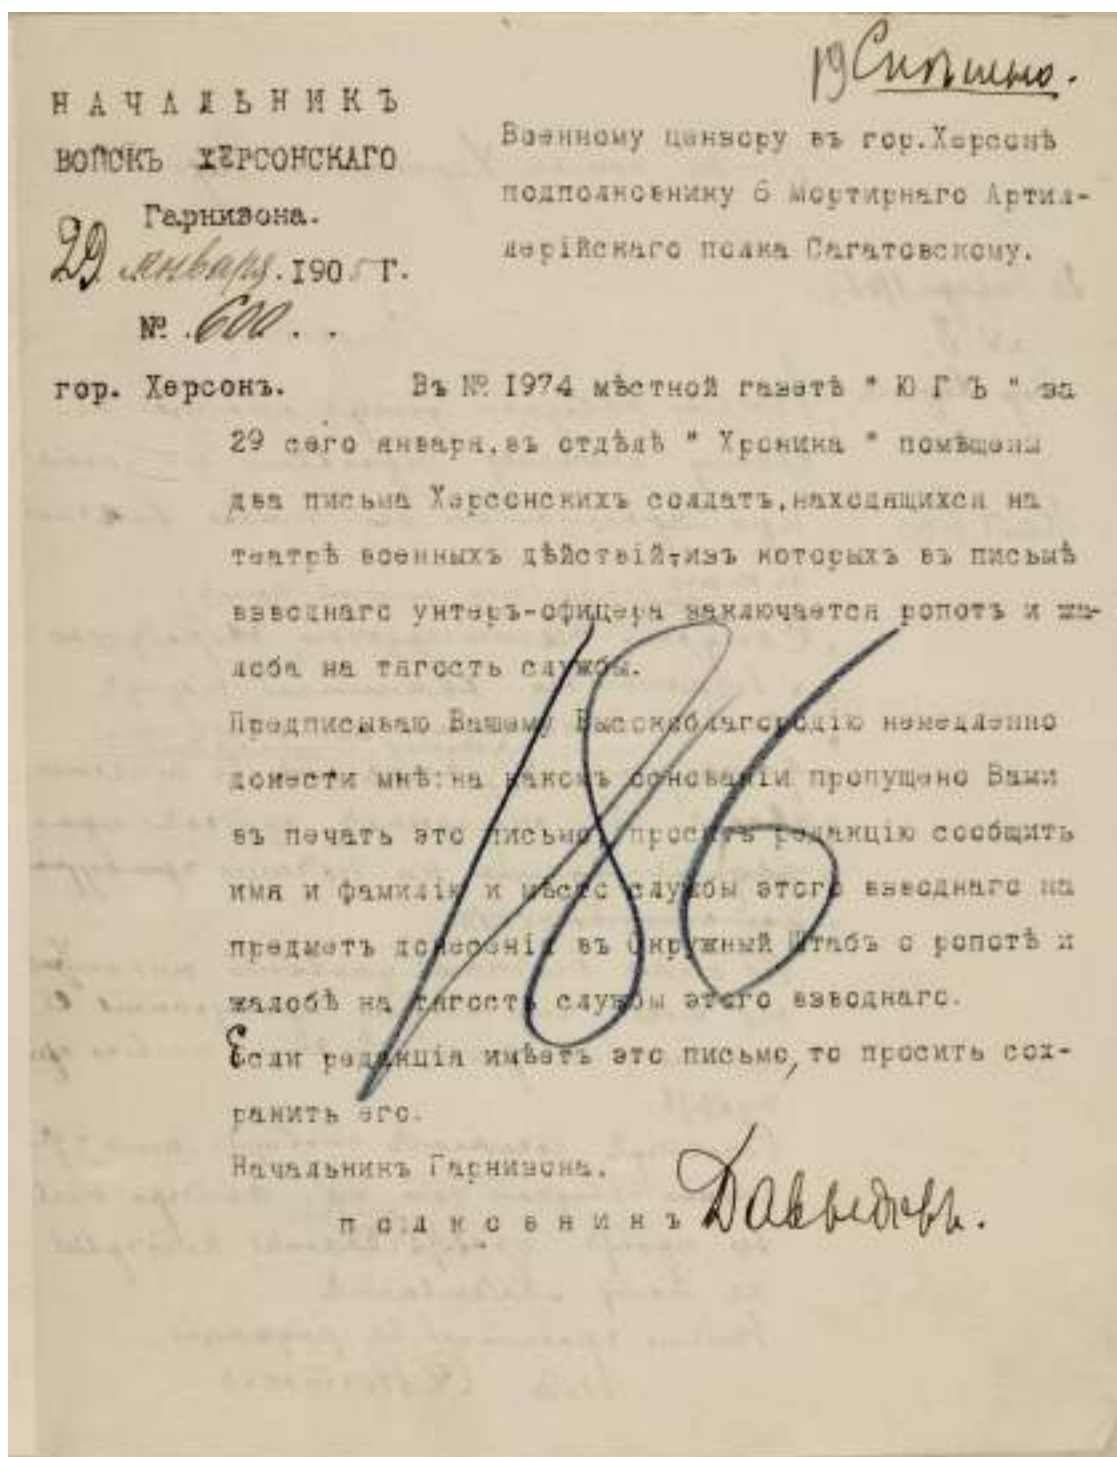 19 Спѣшно.
НАЧАЛЬНИКЪ
ВОЙСКЪ ХЕРСОНСКАГО
Гарнизона.
29 января. 1905 Г.
№ . 600 . .
гор. Херсонъ.
Военному цензору въ гор.Херсонѣ
подполковнику 6 Мортирнаго Артил-
лерійскаго полка Сагатовскому.
Въ № 1974 мѣстной газетѣ " ЮГЪ " за
29 сего января.въ отдѣлѣ " Хроника " помѣщены
два письма Херсонскихъ солдатъ,находящихся на
театрѣ военныхъ дѣйствій,изъ которыхъ въ письмѣ
взводнаго унтеръ-офицера заключается ропотъ и жа-
лоба на тягость службы.
Предписываю Вашему Высокоблагородію немедленно
донести мнѣ:на какомъ основаніи пропущено Вами
въ печать это письмо, просить редакцію сообщить
имя и фамилію и мѣсто службы этого взводнаго на
предметъ донесенія въ Окружный Штабъ о ропотѣ и
жалобѣ на тягость службы этого взводнаго.
Если редакція имѣетъ это письмо, то просить сох-
ранить его.
Начальникъ Гарнизона.
полковникъ Давыдовъ.
186